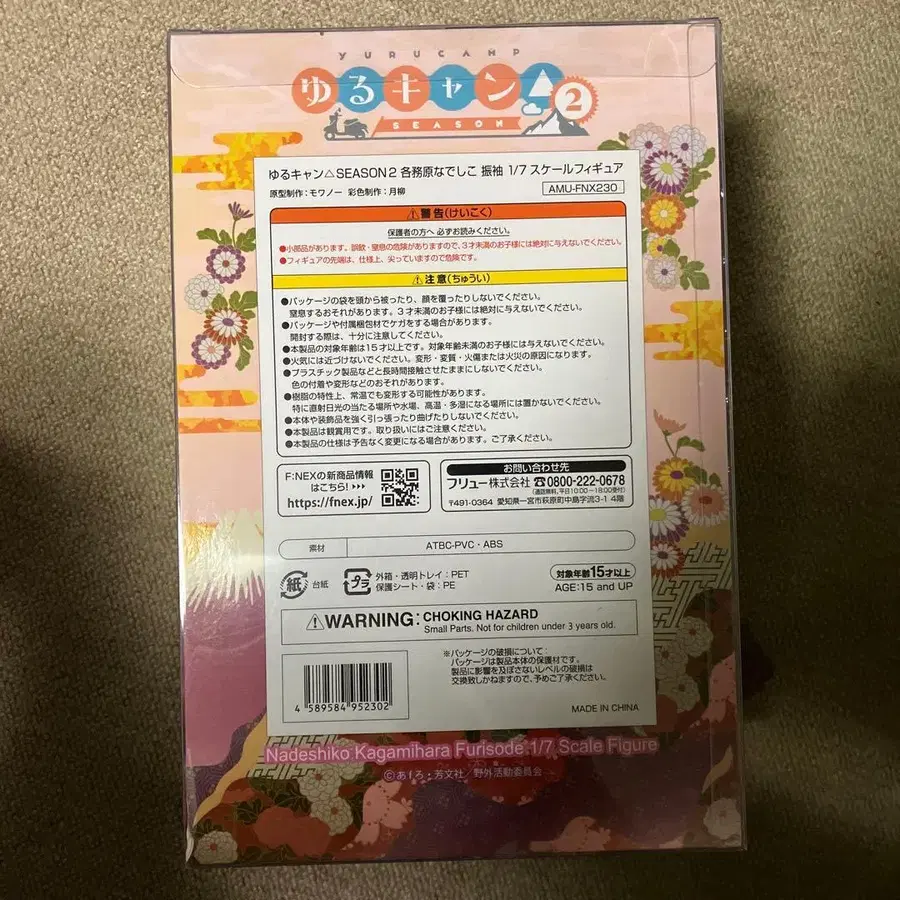 YURUCAMP
ゆるキャン△2
SEASON
ゆるキャン△SEASON2 各務原なでしこ 振袖 1/7 スケールフィギュア
原型制作：モワノー 彩色制作：月柳
AMU-FNX230
⚠警告(けいこく)
保護者の方へ 必ずお読みください。
●小部品があります。誤飲・窒息の危険がありますので、3才未満のお子様には絶対に与えないでください。
●フィギュアの先端は、仕様上、尖っていますので危険です。
⚠注意(ちゅうい)
●パッケージの袋を頭から被ったり、顔を覆ったりしないでください。
窒息するおそれがあります。3才未満のお子様には絶対に与えないでください。
●パッケージや付属梱包材でケガをする場合があります。
開封する際は、十分に注意してください。
●本製品の対象年齢は15才以上です。対象年齢未満のお子様には与えないでください。
●火気には近づけないでください。変形・変質・火傷または火災の原因になります。
●プラスチック製品などと長時間接触させたままにしないでください。
色の付着や変形などのおそれがあります。
●樹脂の特性上、常温でも変形する可能性があります。
特に直射日光の当たる場所や水場、高温・多湿になる場所には置かないでください。
●本体や装飾品を強く引っ張ったり曲げたりしないでください。
●本製品は観賞用です。取り扱いにはご注意ください。
●本製品の仕様は予告なく変更になる場合があります。ご了承ください。
F:NEXの新商品情報
はこちら!▶▶▶
https://fnex.jp/
お問い合わせ先
フリュー株式会社 ☎0800-222-0678
(通話無料、平日10:00〜18:00受付)
〒491-0364 愛知県一宮市萩原町中島字流3-1 4階
素材 ATBC-PVC・ABS
紙 台紙
プラ 外箱・透明トレイ：PET
保護シート・袋：PE
対象年齢15才以上
AGE:15 and UP
⚠WARNING: CHOKING HAZARD
Small Parts. Not for children under 3 years old.
※パッケージの破損について：
パッケージは製品本体の保護材です。
製品に影響を及ぼさないレベルの破損は
交換致しかねますので、予めご了承ください。
4 589584 952302
MADE IN CHINA
Nadeshiko Kagamihara Furisode 1/7 Scale Figure
©あfろ・芳文社／野外活動委員会